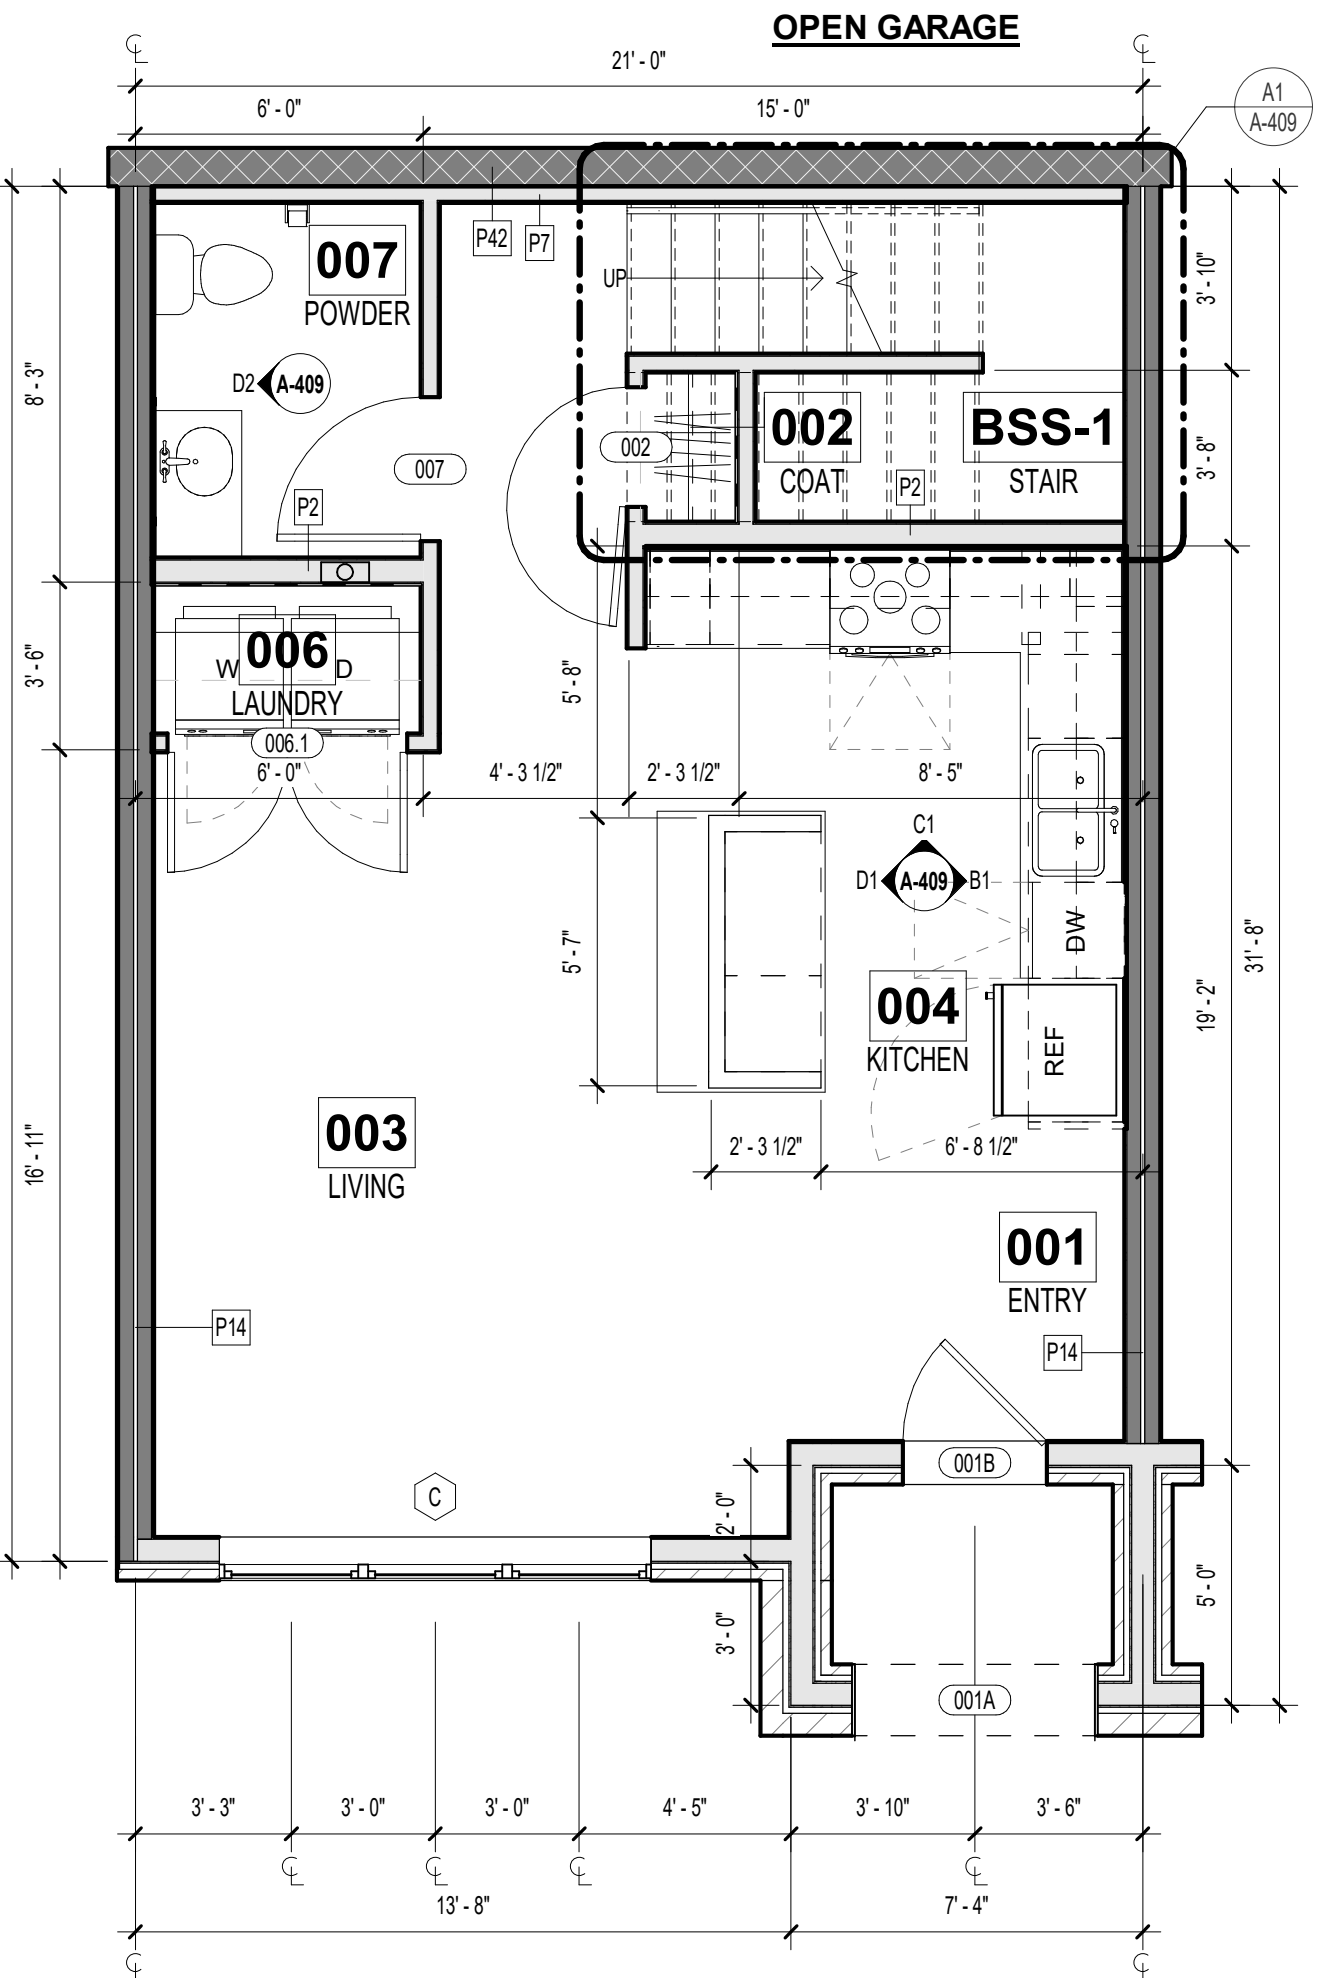 OPEN GARAGE
℄
21' - 0"
℄
6' - 0"
15' - 0"
A1
A-409
P42
P7
007
POWDER
UP
3' - 10"
8' - 3"
D2
A-409
002
007
002
COAT
BSS-1
STAIR
3' - 8"
P2
P2
3' - 6"
W
006
D
LAUNDRY
006.1
5' - 8"
6' - 0"
4' - 3 1/2"
2' - 3 1/2"
8' - 5"
C1
D1
A-409
B1
DW
5' - 7"
31' - 8"
19' - 2"
004
KITCHEN
REF
16' - 11"
003
LIVING
2' - 3 1/2"
6' - 8 1/2"
001
ENTRY
P14
P14
001B
C
2' - 0"
5' - 0"
3' - 0"
001A
3' - 3"
3' - 0"
3' - 0"
4' - 5"
3' - 10"
3' - 6"
℄
℄
℄
℄
13' - 8"
7' - 4"
℄
℄